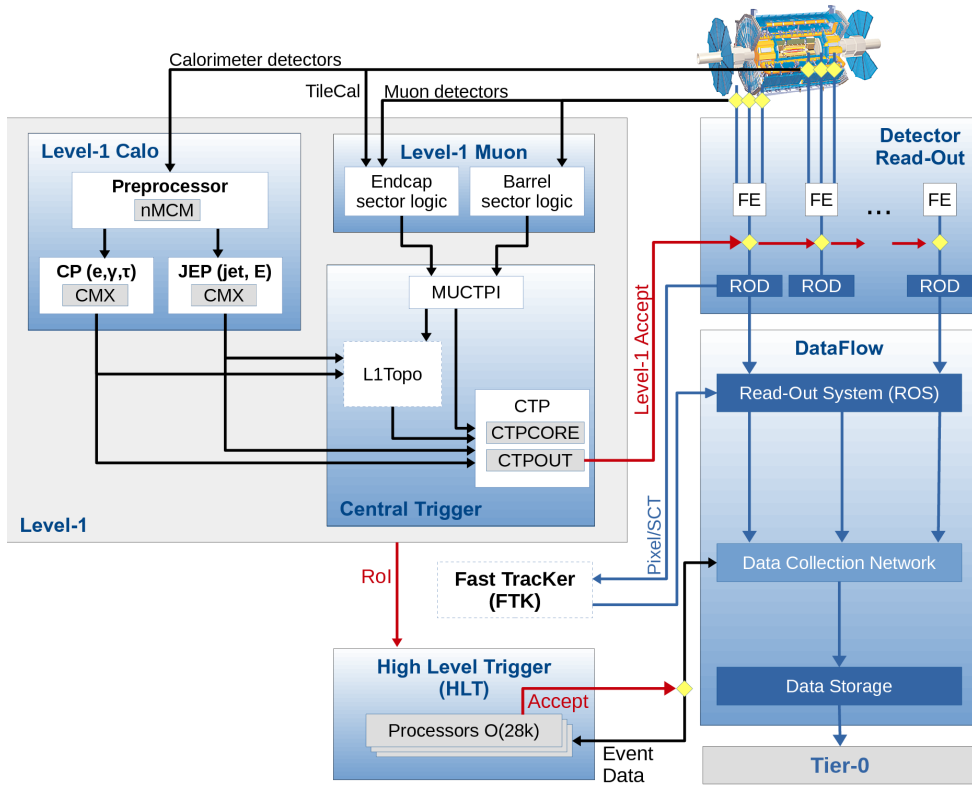 Calorimeter detectors
TileCal
Muon detectors
Level-1 Calo
Preprocessor
nMCM
CP (e,γ,τ)
CMX
JEP (jet, E)
CMX
Level-1 Muon
Endcap
sector logic
Barrel
sector logic
MUCTPI
L1Topo
CTP
CTPCORE
CTPOUT
Central Trigger
Level-1
Level-1 Accept
Detector
Read-Out
FE
FE
...
FE
ROD
ROD
ROD
DataFlow
Read-Out System (ROS)
Data Collection Network
Data Storage
Tier-0
Pixel/SCT
RoI
Fast TracKer
(FTK)
High Level Trigger
(HLT)
Accept
Processors O(28k)
Event
Data